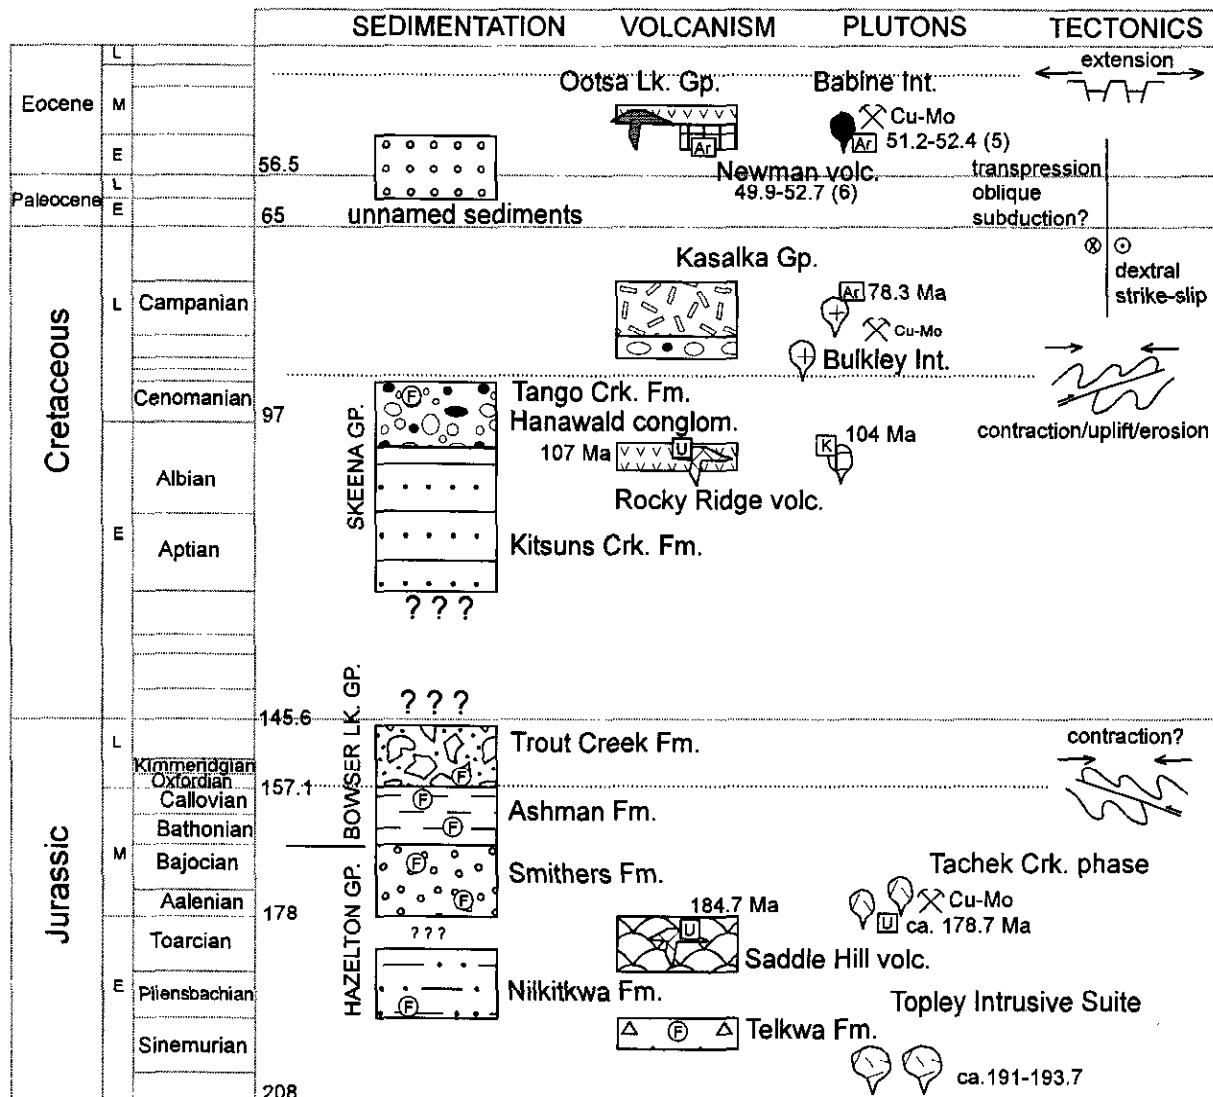 SEDIMENTATION VOLCANISM PLUTONS TECTONICS
L
extension
Ootsa Lk. Gp. Babine Int.
Eocene M
Cu-Mo
Ar Ar 51.2-52.4 (5)
E
56.5
Newman volc. transpression
L
49.9-52.7 (6) oblique
Paleocene
E
65
unnamed sediments subduction?
Kasalka Gp.
dextral
strike-slip
Ar 78.3 Ma
L Campanian
Cu-Mo
Bulkley Int.
Cenomanian
F
Tango Crk. Fm.
97
Hanawald conglom.
contraction/uplift/erosion
107 Ma U K 104 Ma
Cretaceous
SKEENA GP.
Albian
Rocky Ridge volc.
E
Aptian
Kitsuns Crk. Fm.
? ? ?
? ? ?
145.6
BOWSER LK. GP.
L
Trout Creek Fm.
contraction?
Kimmeridgian
F
Oxfordian
157.1
Callovian
F
Ashman Fm.
Bathonian
F
M
Bajocian
F
Tachek Crk. phase
Smithers Fm.
Aalenian
F
184.7 Ma Cu-Mo
178
U U ca. 178.7 Ma
Jurassic
HAZELTON GP.
Toarcian
? ? ?
Saddle Hill volc.
E
Pliensbachian
F
Nilkitkwa Fm.
Topley Intrusive Suite
Sinemurian
F
Telkwa Fm.
ca.191-193.7
208